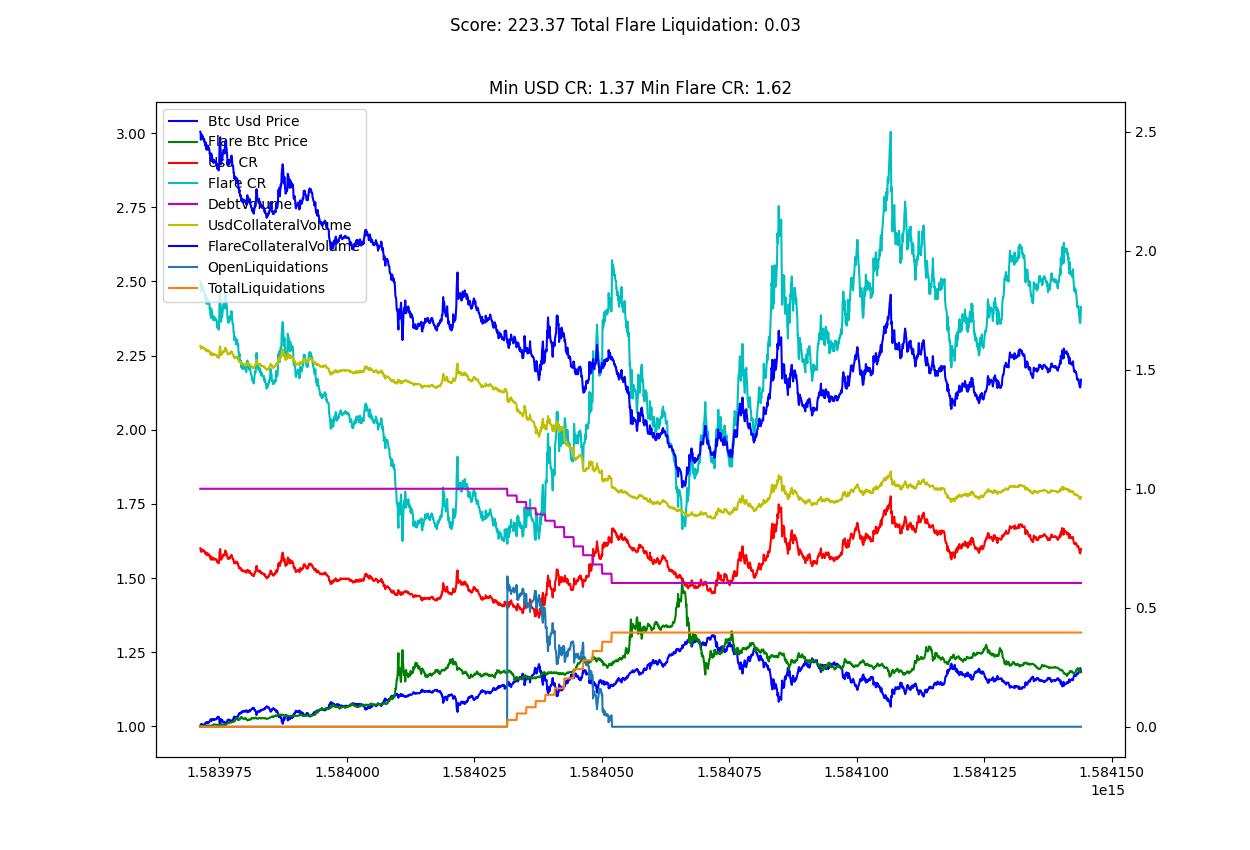 Score: 223.37 Total Flare Liquidation: 0.03
Min USD CR: 1.37 Min Flare CR: 1.62
Btc Usd Price
Flare Btc Price
Usd CR
Flare CR
DebtVolume
UsdCollateralVolume
FlareCollateralVolume
OpenLiquidations
TotalLiquidations
3.00
2.75
2.50
2.25
2.00
1.75
1.50
1.25
1.00
2.5
2.0
1.5
1.0
0.5
0.0
1.583975
1.584000
1.584025
1.584050
1.584075
1.584100
1.584125
1.584150
1e15